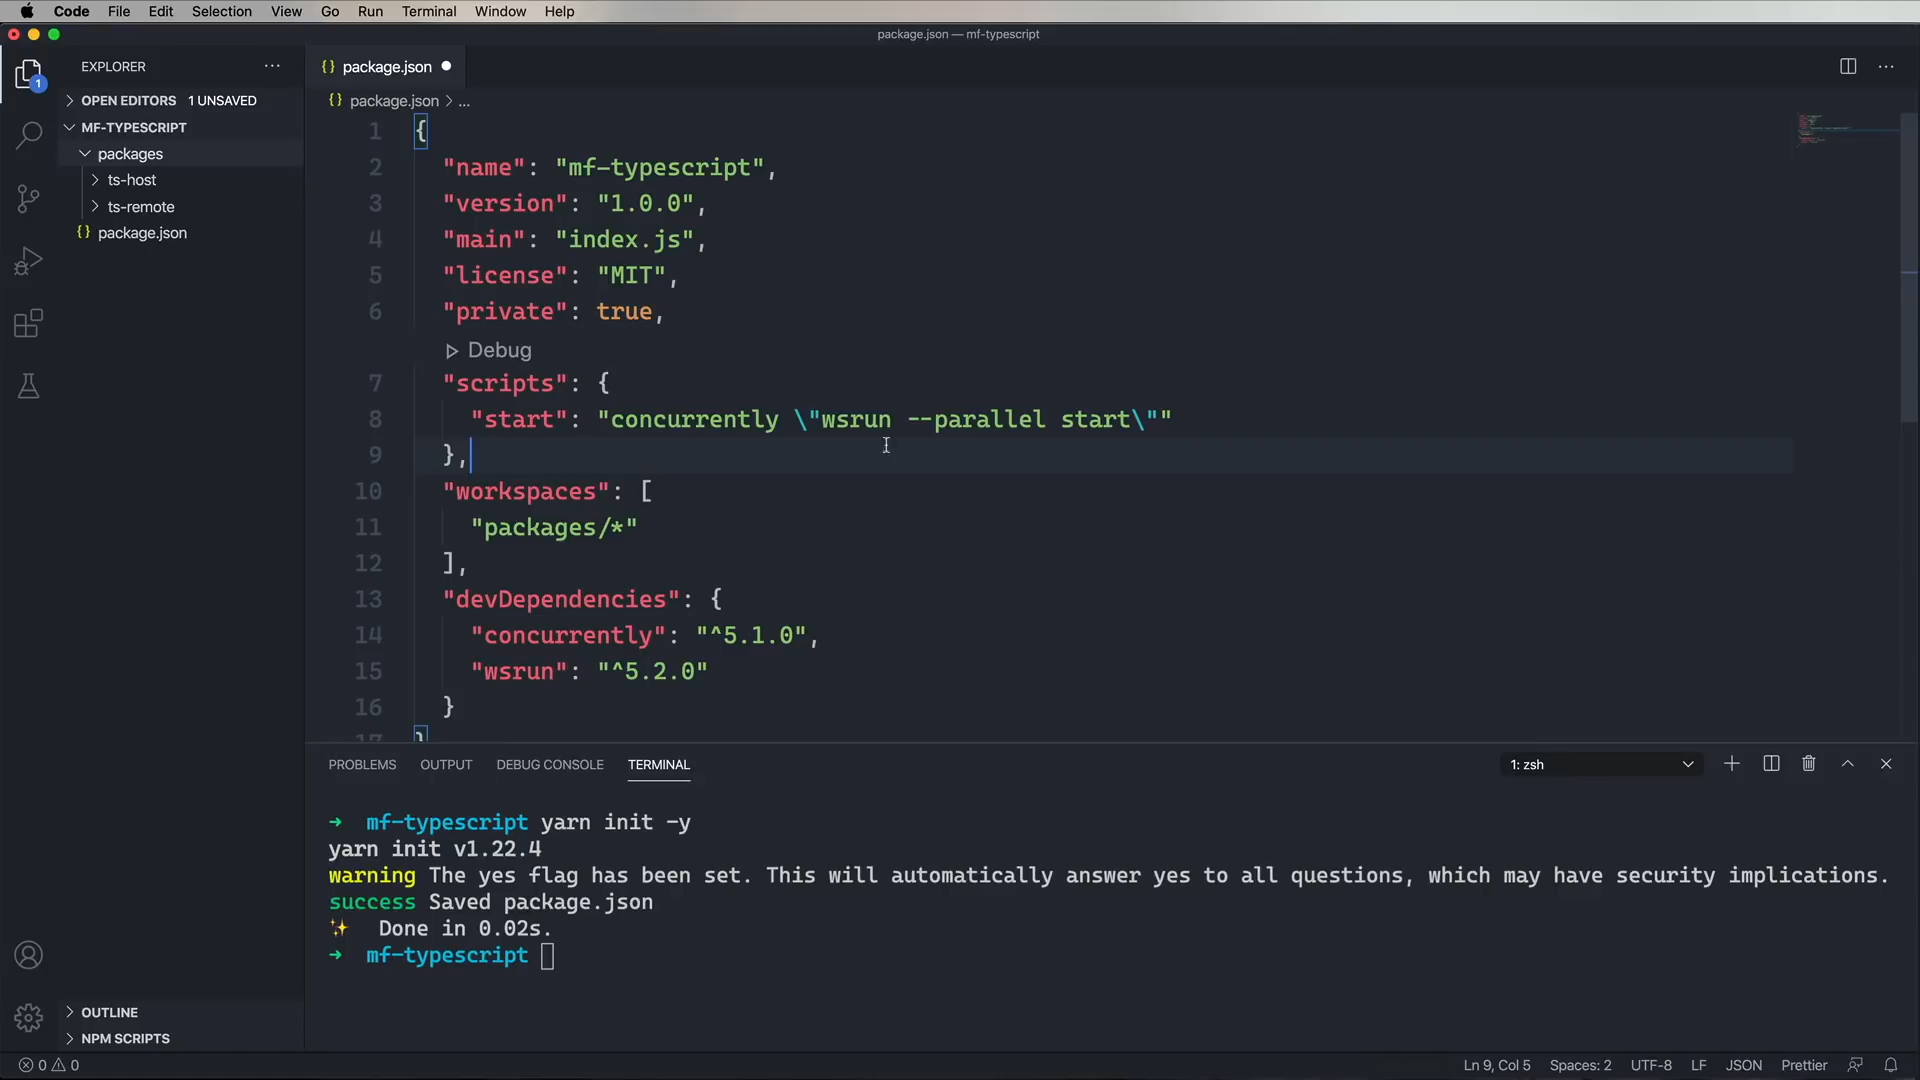 Code File Edit Selection View Go Run Terminal Window Help
package.json — mf-typescript
EXPLORER
OPEN EDITORS 1 UNSAVED
MF-TYPESCRIPT
packages
ts-host
ts-remote
{} package.json
1
{} package.json
{} package.json > ...
1 {
2 "name": "mf-typescript",
3 "version": "1.0.0",
4 "main": "index.js",
5 "license": "MIT",
6 "private": true,
Debug
7 "scripts": {
8 "start": "concurrently \"wsrun --parallel start\""
9 },
10 "workspaces": [
11 "packages/*"
12 ],
13 "devDependencies": {
14 "concurrently": "^5.1.0",
15 "wsrun": "^5.2.0"
16 }
17 }
PROBLEMS OUTPUT DEBUG CONSOLE TERMINAL
1: zsh
→ mf-typescript yarn init -y
yarn init v1.22.4
warning The yes flag has been set. This will automatically answer yes to all questions, which may have security implications.
success Saved package.json
✨ Done in 0.02s.
→ mf-typescript
OUTLINE
NPM SCRIPTS
0 0
Ln 9, Col 5 Spaces: 2 UTF-8 LF JSON Prettier